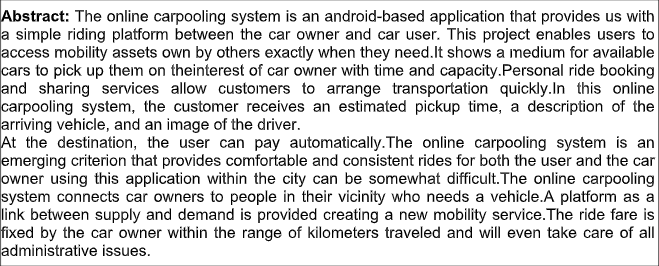 Abstract: The online carpooling system is an android-based application that provides us with
a simple riding platform between the car owner and car user. This project enables users to
access mobility assets own by others exactly when they need.It shows a medium for available
cars to pick up them on theinterest of car owner with time and capacity.Personal ride booking
and sharing services allow customers to arrange transportation quickly.In this online
carpooling system, the customer receives an estimated pickup time, a description of the
arriving vehicle, and an image of the driver.
At the destination, the user can pay automatically.The online carpooling system is an
emerging criterion that provides comfortable and consistent rides for both the user and the car
owner using this application within the city can be somewhat difficult.The online carpooling
system connects car owners to people in their vicinity who needs a vehicle.A platform as a
link between supply and demand is provided creating a new mobility service.The ride fare is
fixed by the car owner within the range of kilometers traveled and will even take care of all
administrative issues.